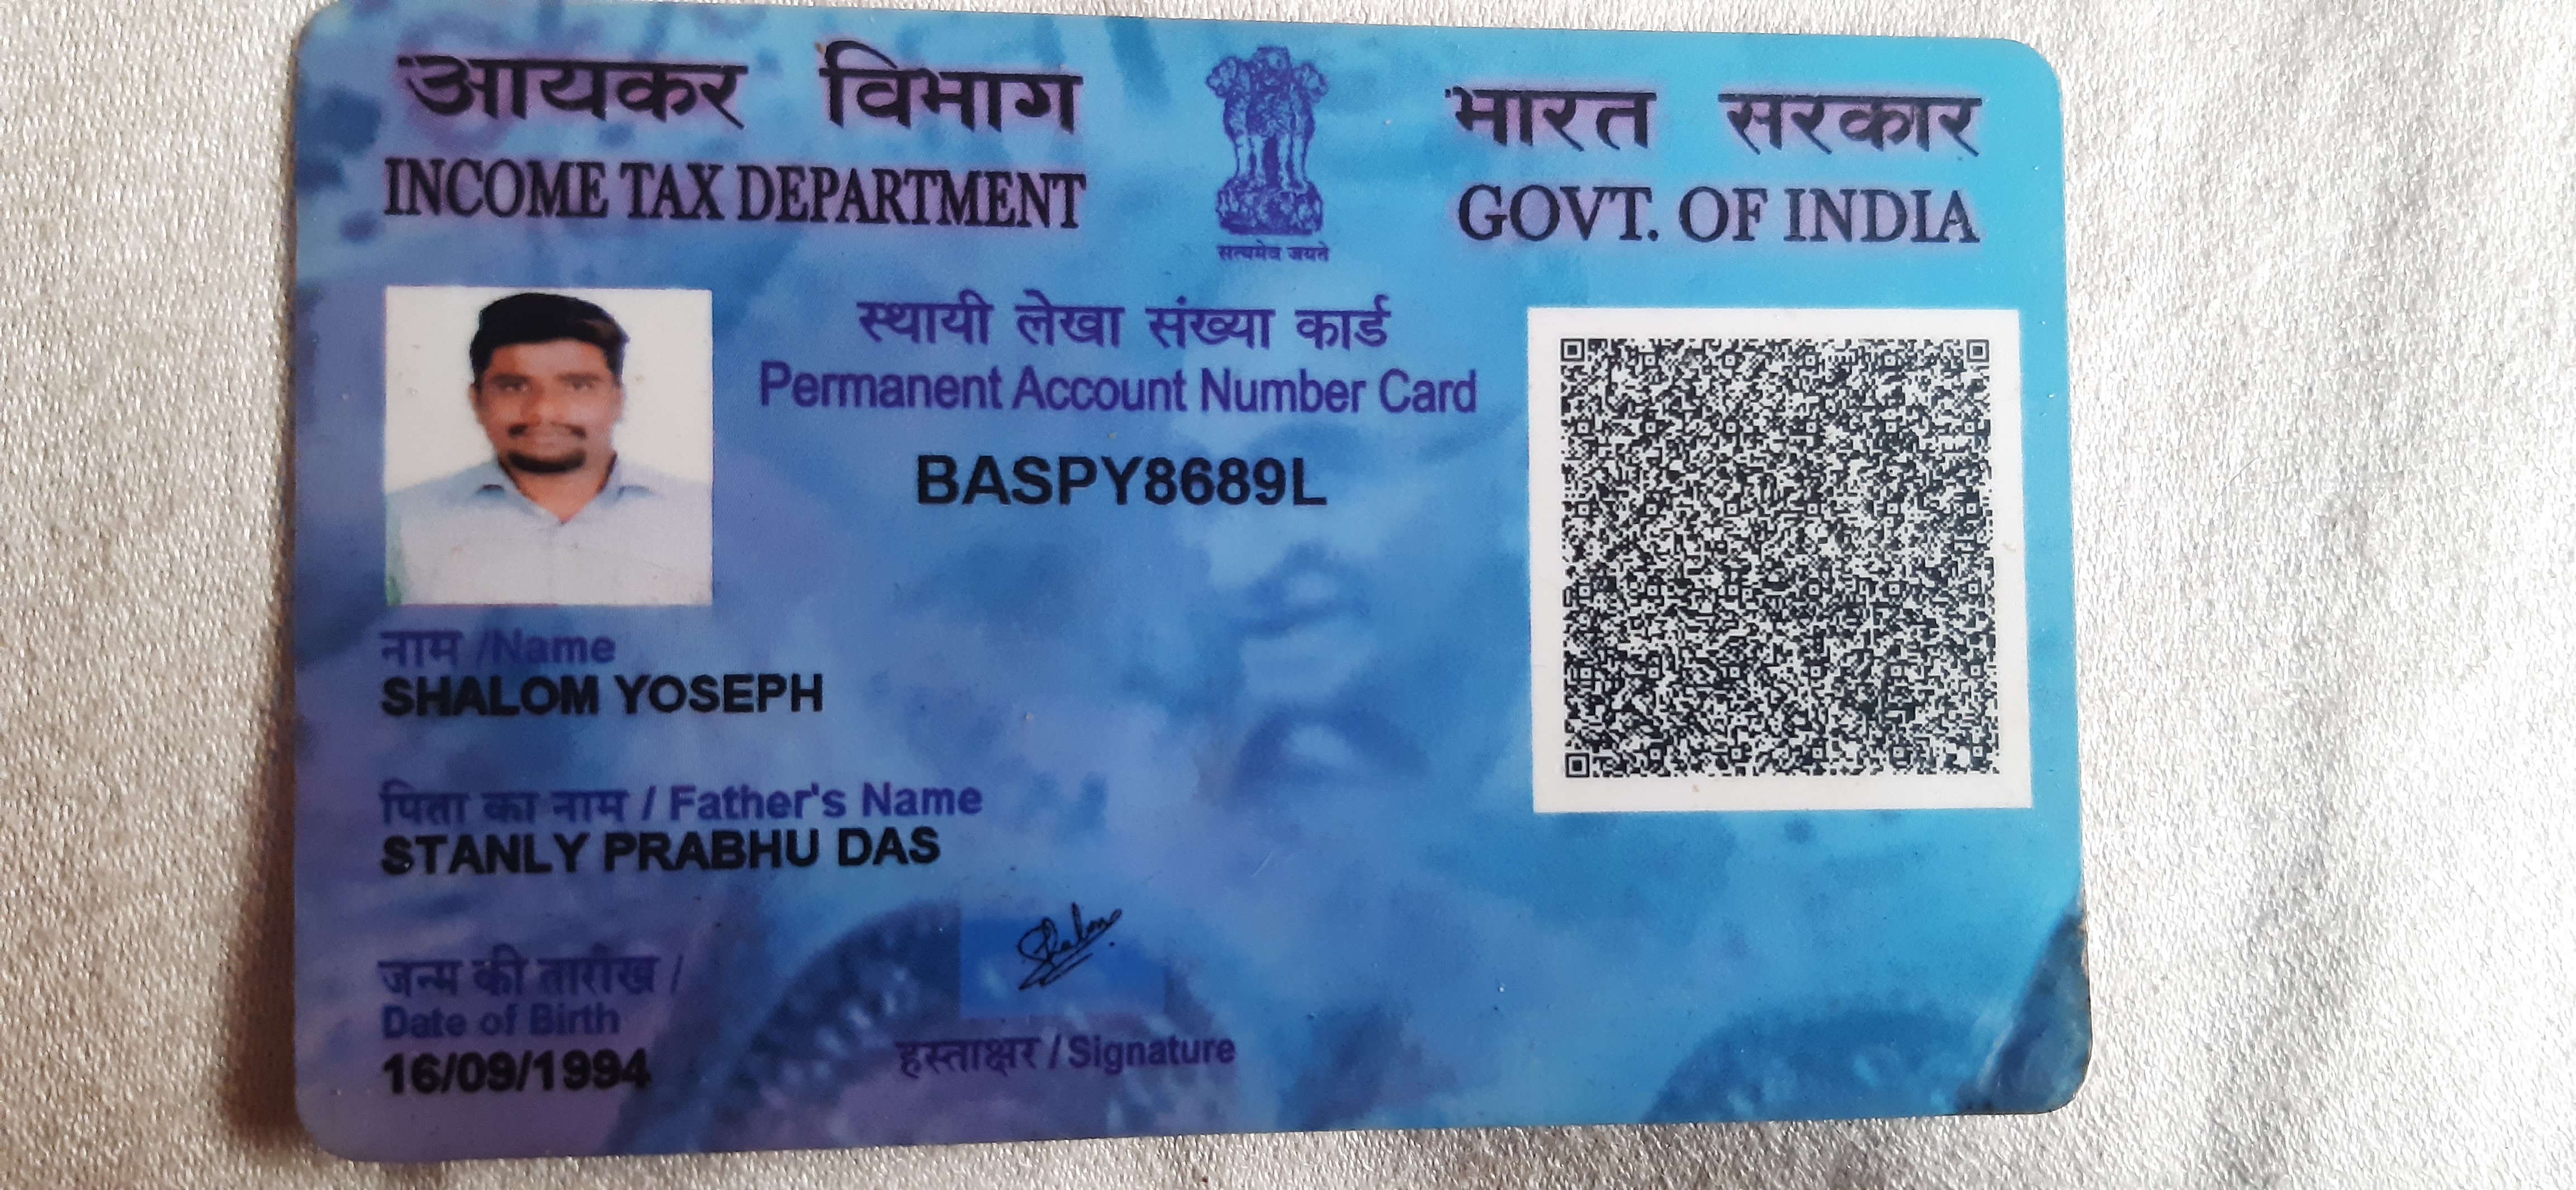 आयकर विभाग
INCOME TAX DEPARTMENT
सत्यमेव जयते
भारत सरकार
GOVT. OF INDIA
स्थायी लेखा संख्या कार्ड
Permanent Account Number Card
BASPY8689L
नाम /Name
SHALOM YOSEPH
पिता का नाम / Father's Name
STANLY PRABHU DAS
जन्म की तारीख /
Date of Birth
16/09/1994
Shalom
हस्ताक्षर / Signature